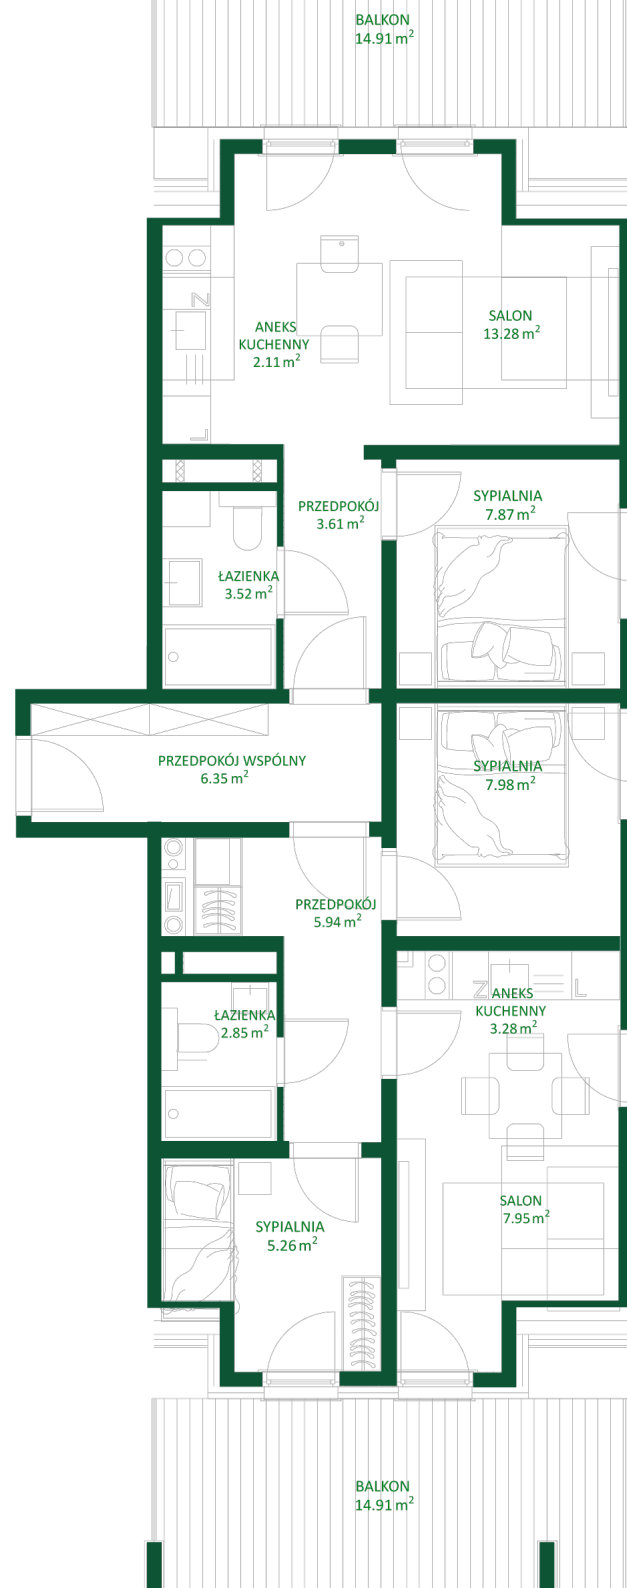 BALKON
14.91 m²
ANEKS
KUCHENNY
2.11 m²
SALON
13.28 m²
Z
L
PRZEDPOKÓJ
3.61 m²
SYPIALNIA
7.87 m²
ŁAZIENKA
3.52 m²
PRZEDPOKÓJ WSPÓLNY
6.35 m²
SYPIALNIA
7.98 m²
PRZEDPOKÓJ
5.94 m²
Z
L
ANEKS
KUCHENNY
3.28 m²
ŁAZIENKA
2.85 m²
SALON
7.95 m²
SYPIALNIA
5.26 m²
BALKON
14.91 m²